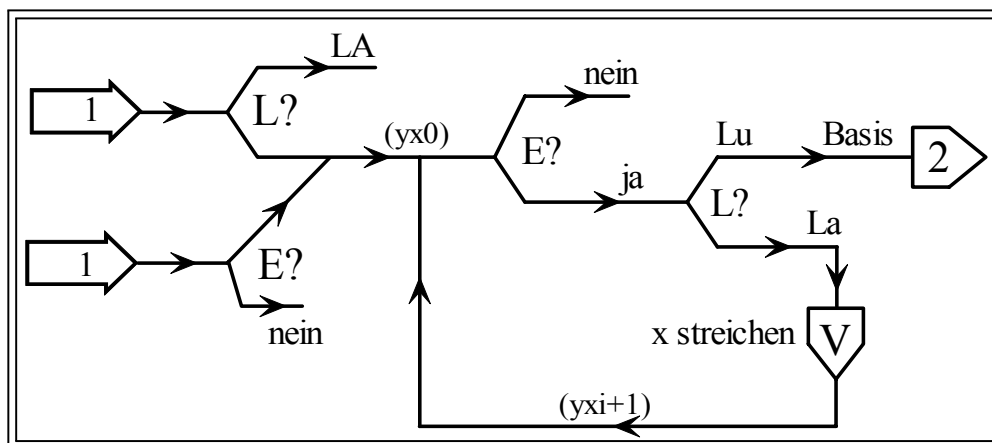 LA
1
L?
nein
(yx0)
E?
Lu
Basis
2
ja
L?
La
1
E?
nein
x streichen
V
(yxi+1)